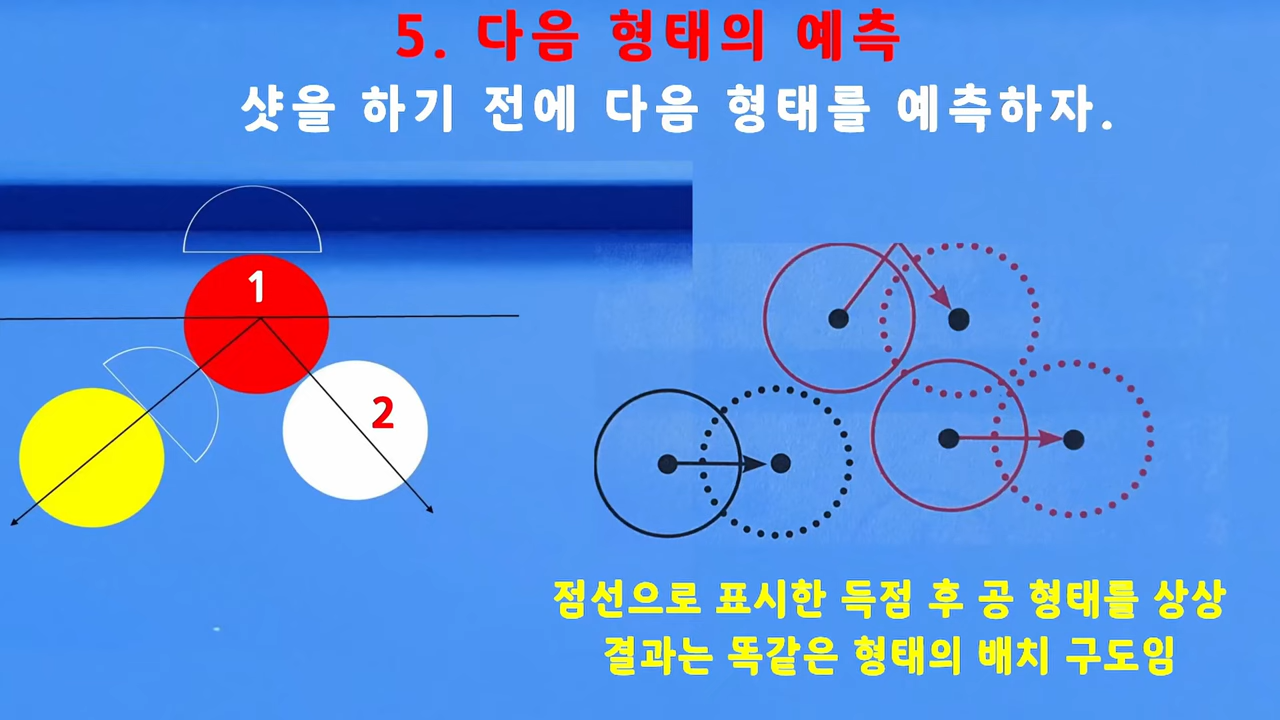 5. 다음 형태의 예측
샷을 하기 전에 다음 형태를 예측하자.
1
2
점선으로 표시한 득점 후 공 형태를 상상
결과는 똑같은 형태의 배치 구도임